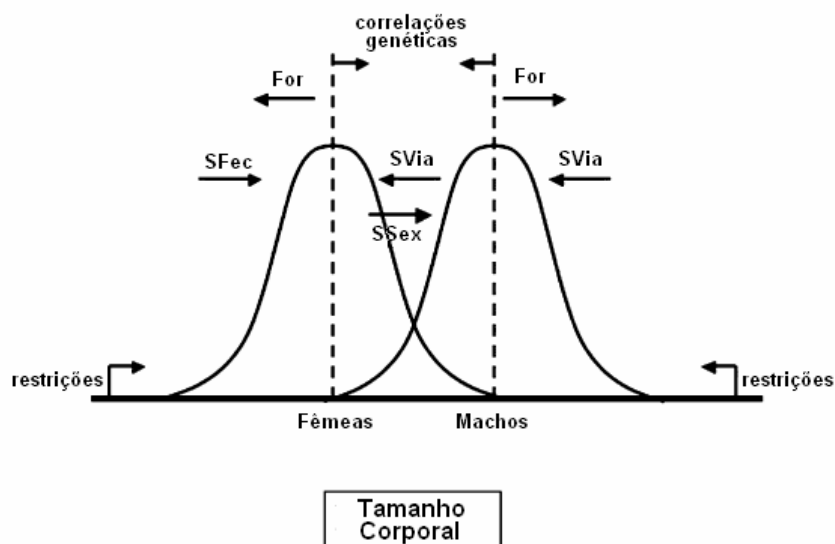 correlações
genéticas
For
For
SFec
SVia
SVia
SSex
restrições
restrições
Fêmeas
Machos
Tamanho
Corporal